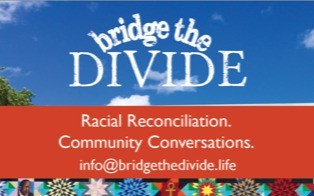 bridge the
DIVIDE
Racial Reconciliation.
Community Conversations.
info@bridgethedivide.life